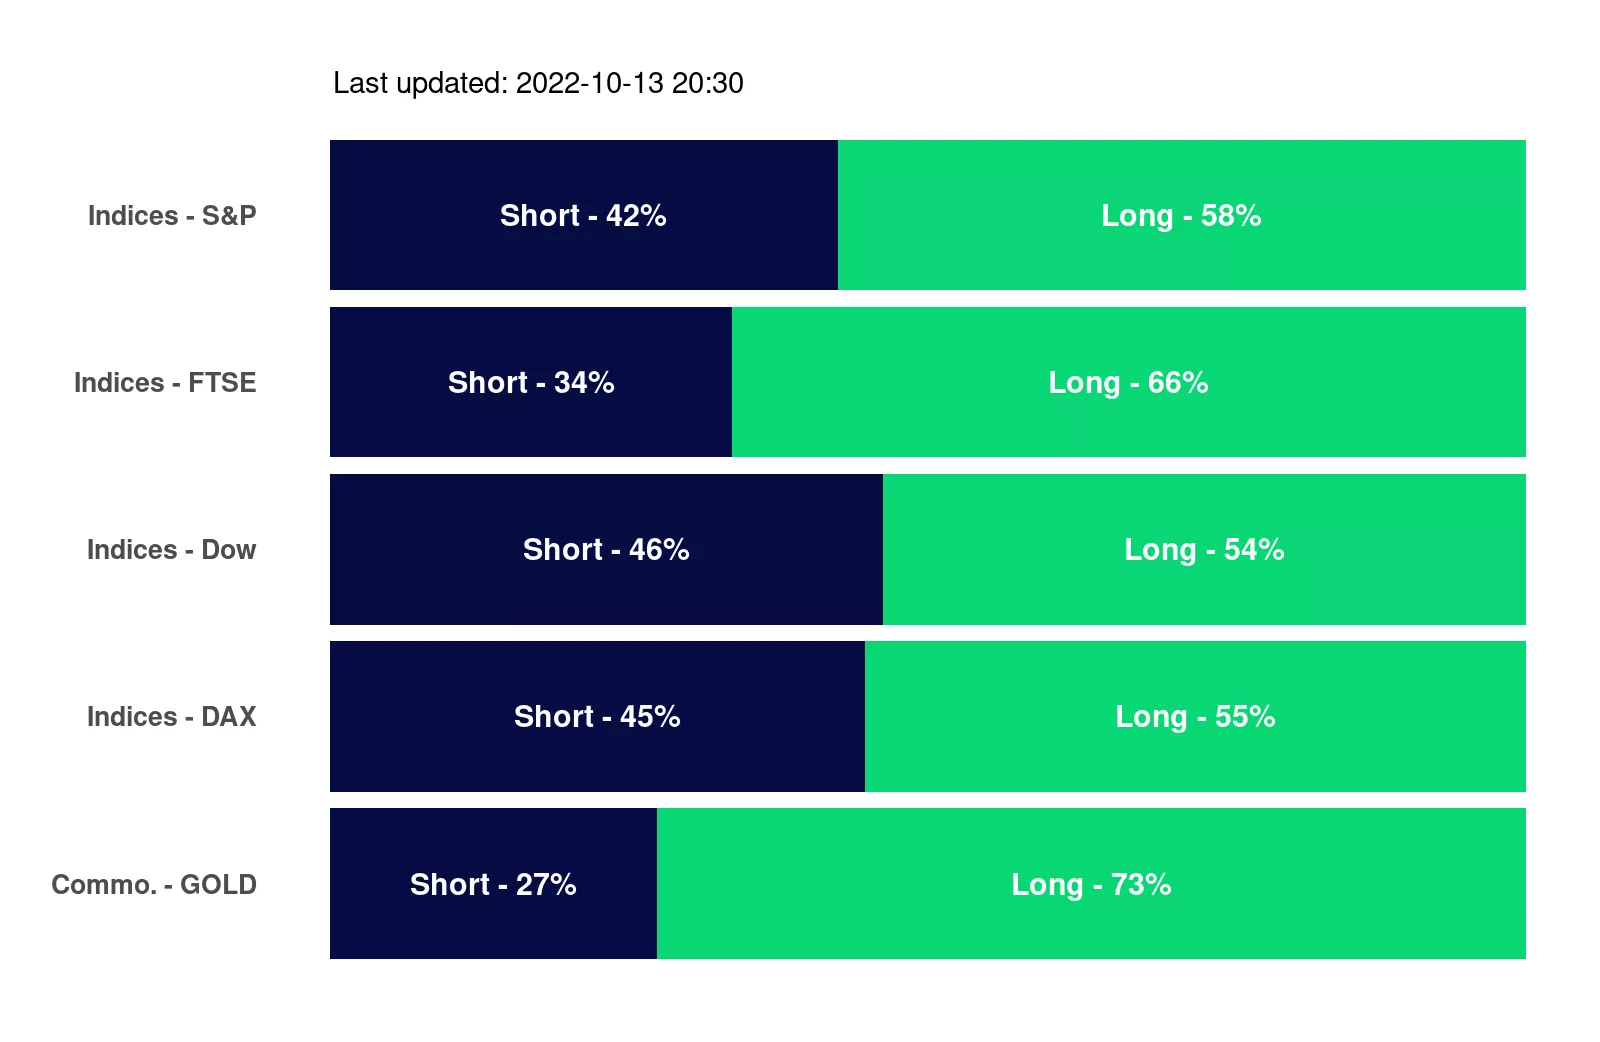 Last updated: 2022-10-13 20:30
Indices - S&P Short - 42% Long - 58%
Indices - FTSE Short - 34% Long - 66%
Indices - Dow Short - 46% Long - 54%
Indices - DAX Short - 45% Long - 55%
Commo. - GOLD Short - 27% Long - 73%